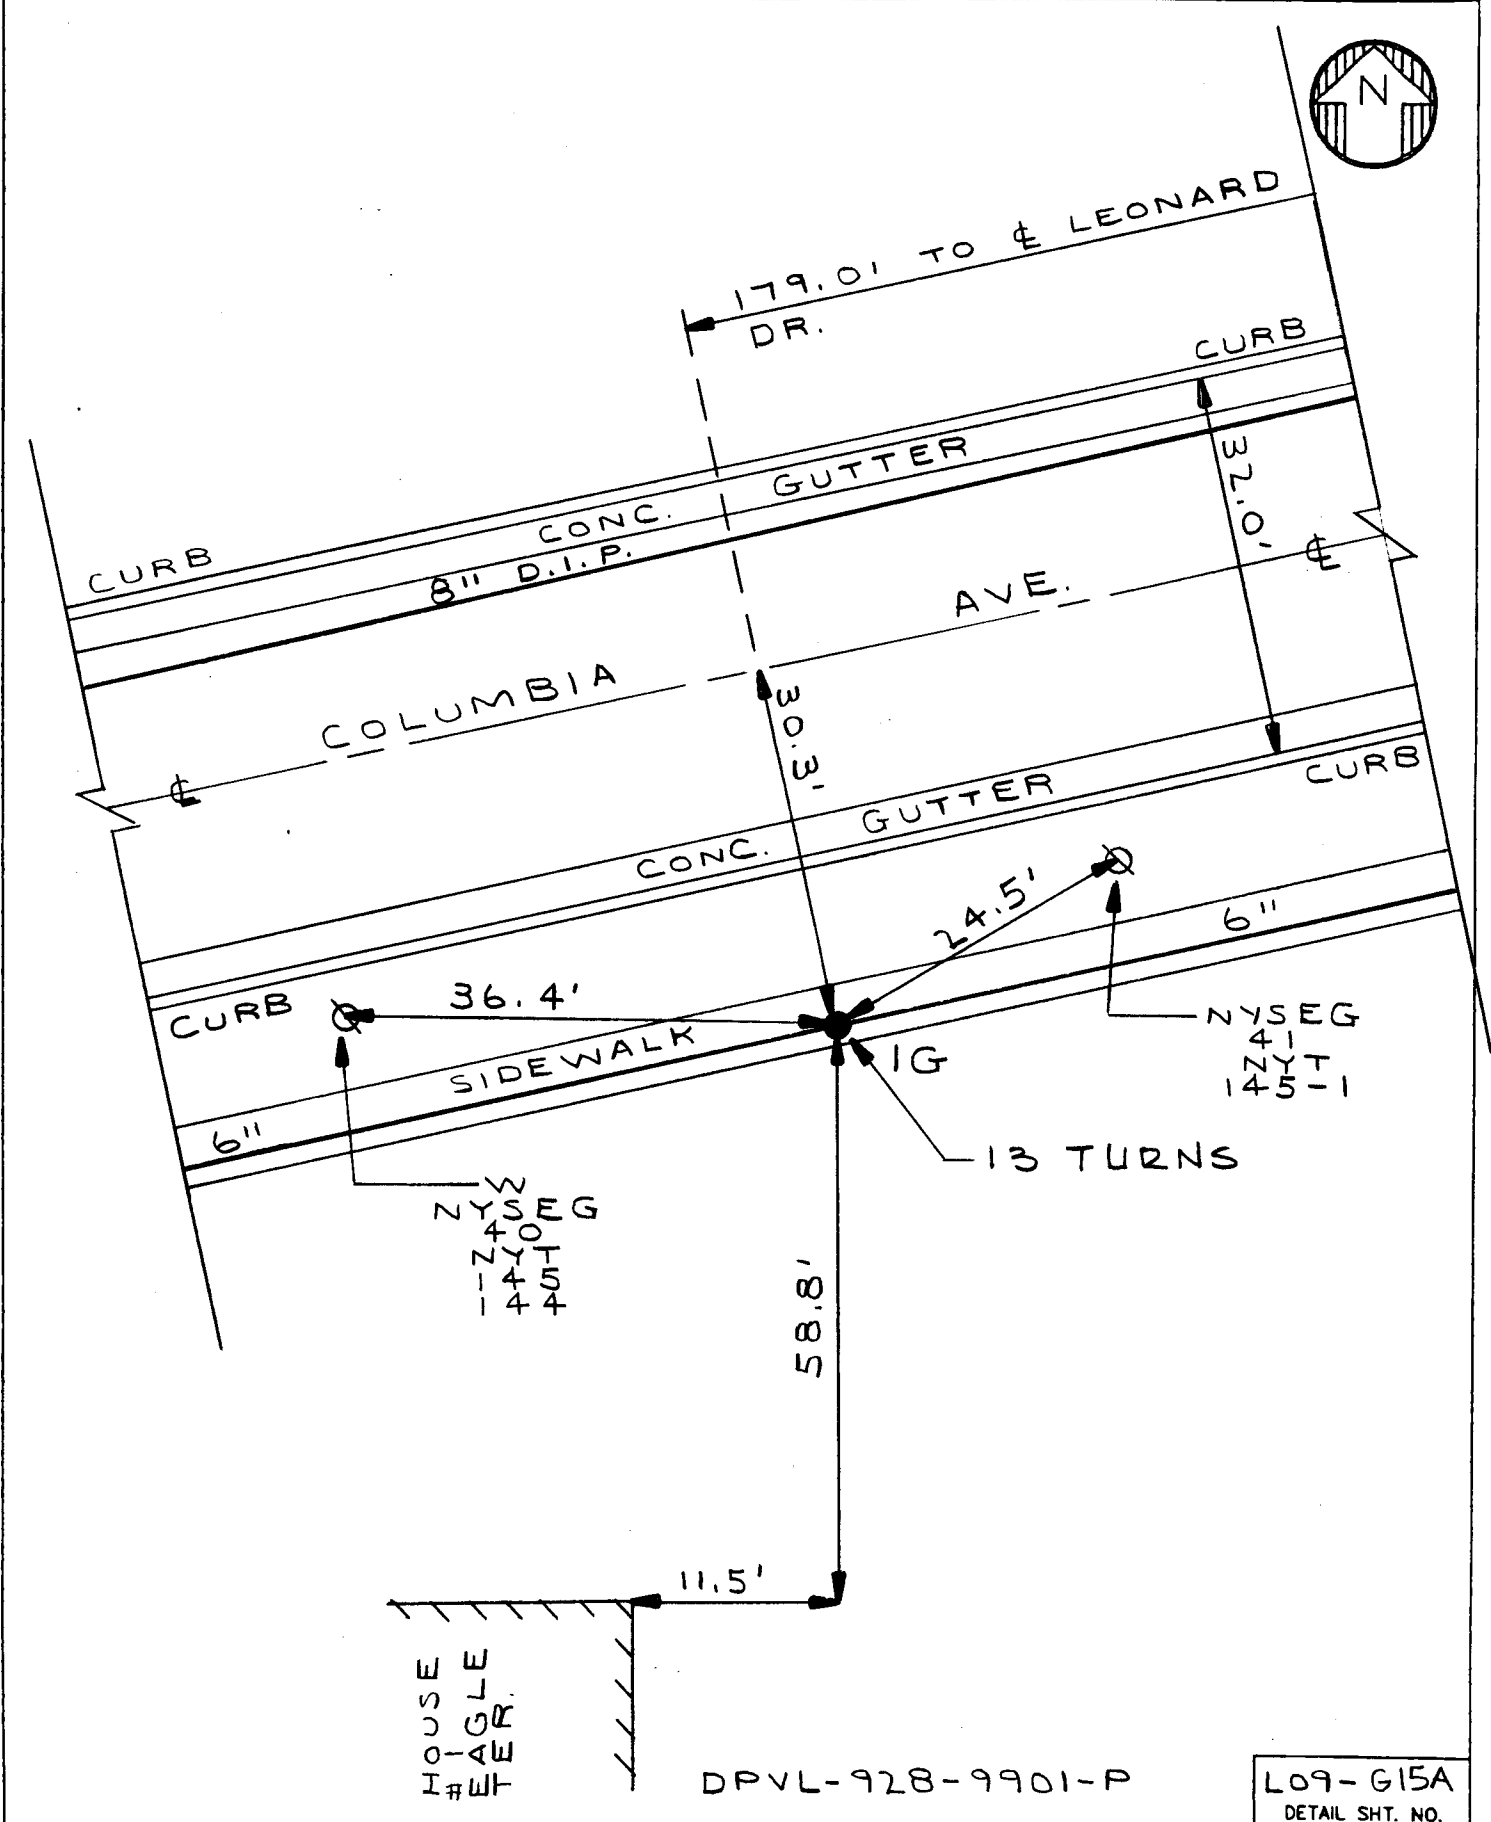 N
179.01' TO ℄ LEONARD
DR.
CURB
CURB
CONC. GUTTER
8" D.I.P.
32.0'
℄
COLUMBIA AVE.
℄
30.3'
CURB
CONC. GUTTER
24.5'
6"
CURB
36.4'
SIDEWALK
6"
1G
NYSEG
41
NYT
145-1
13 TURNS
W
NYSEG
40
NYT
145
144
58.8'
11.5'
HOUSE
#1
EAGLE
TER.
DPVL-928-9901-P
L09-G15A
DETAIL SHT. NO.